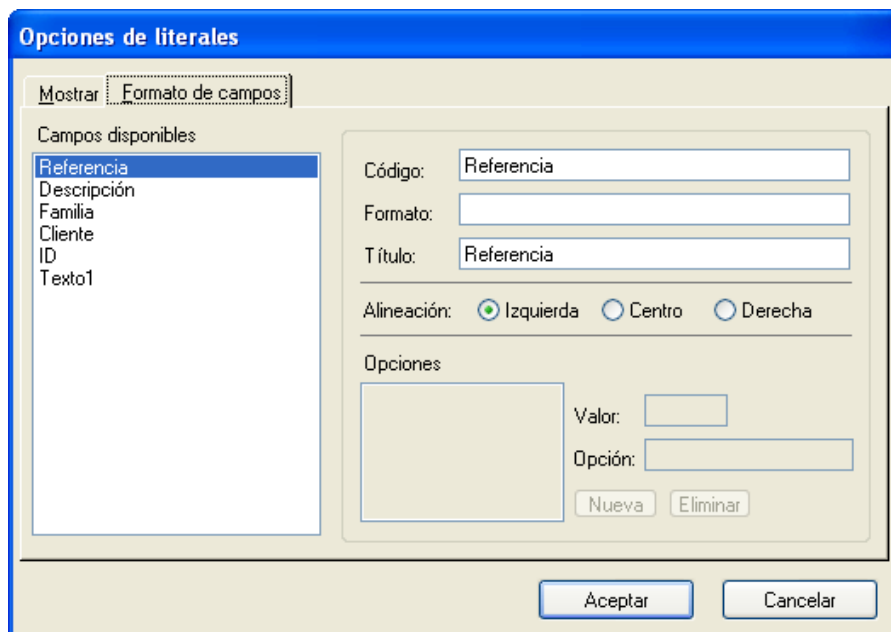 Opciones de literales
Mostrar Formato de campos
Campos disponibles
Referencia
Descripción
Familia
Cliente
ID
Texto1
Código: Referencia
Formato:
Título: Referencia
Alineación: Izquierda Centro Derecha
Opciones
Valor:
Opción:
Nueva Eliminar
Aceptar Cancelar